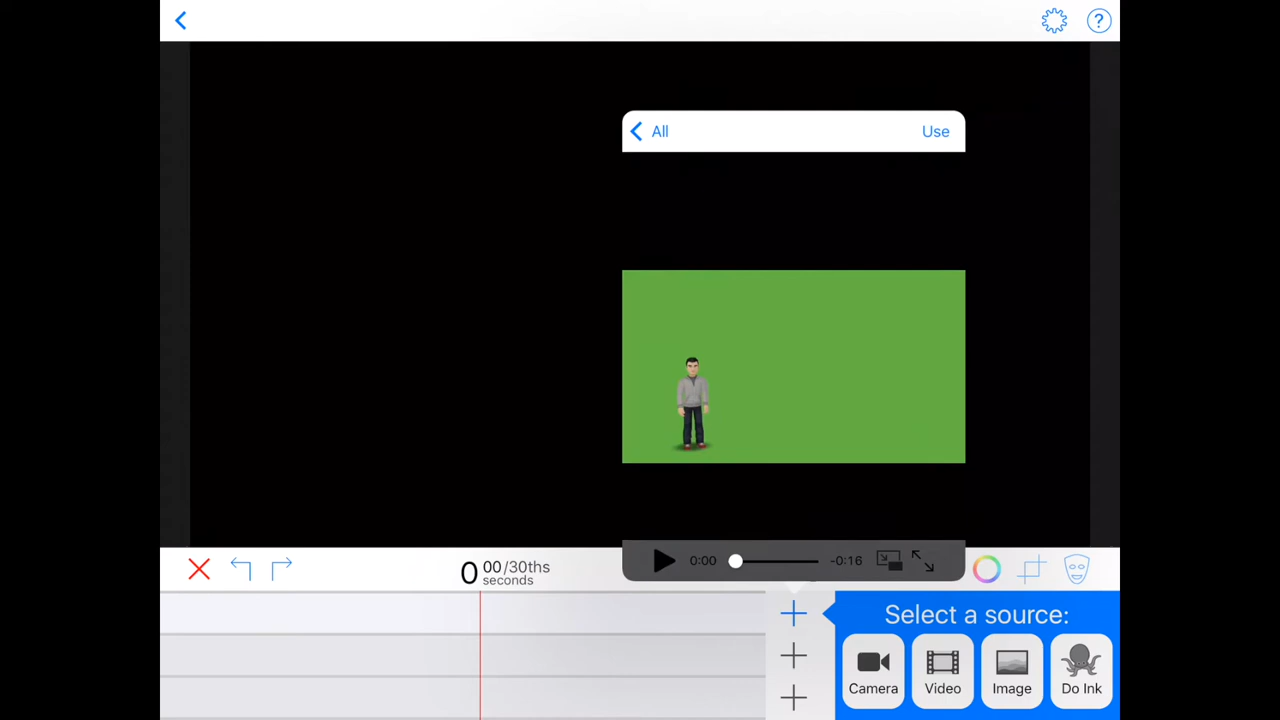 ?
All
Use
0:00
-0:16
0 00/30ths
seconds
Select a source:
Camera
Video
Image
Do Ink